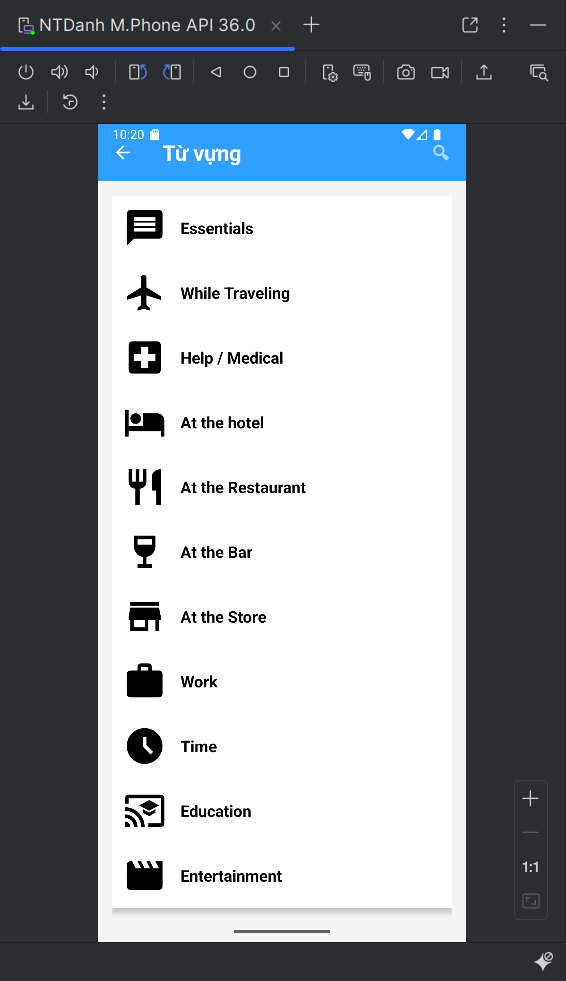 NTDanh M.Phone API 36.0
10:20
Từ vựng
Essentials
While Traveling
Help / Medical
At the hotel
At the Restaurant
At the Bar
At the Store
Work
Time
Education
Entertainment
1:1